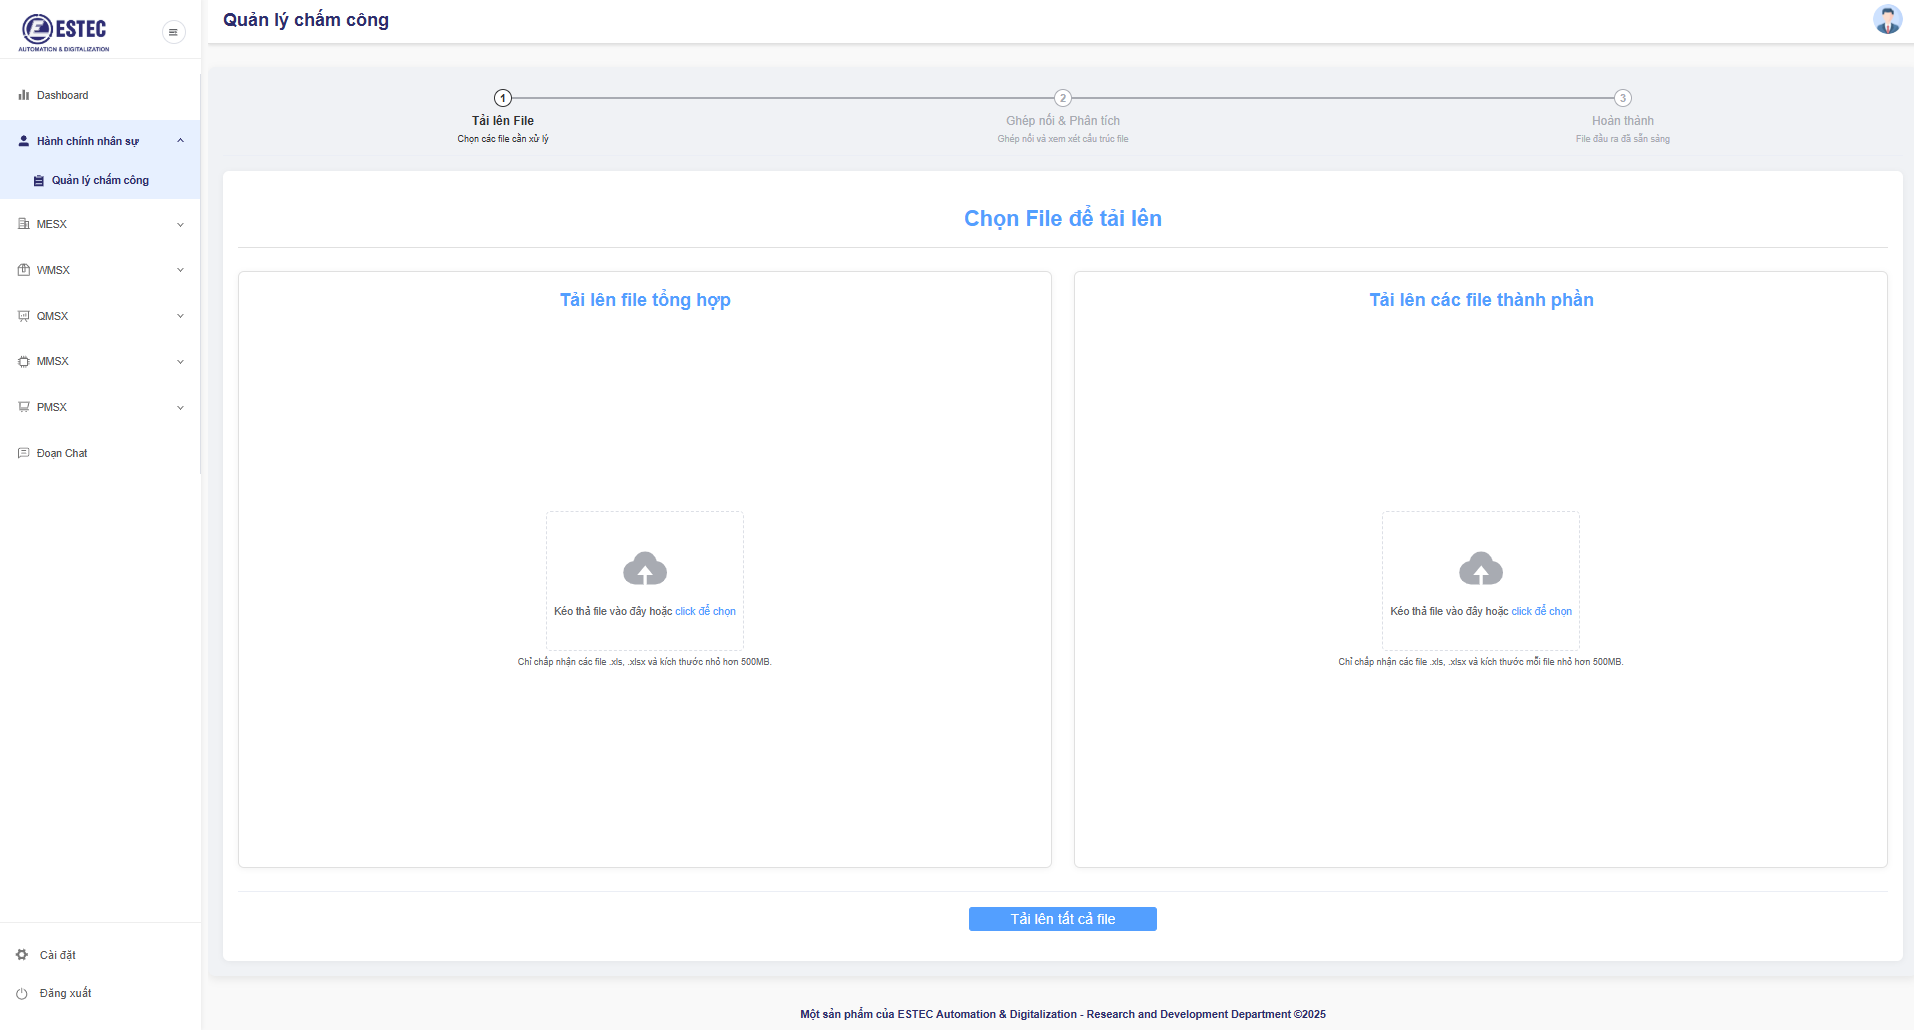 ESTEC
AUTOMATION & DIGITALIZATION
Quản lý chấm công
Dashboard
Hành chính nhân sự
Quản lý chấm công
MESX
WMSX
QMSX
MMSX
PMSX
Đoạn Chat
Cài đặt
Đăng xuất
1
Tải lên File
Chọn các file cần xử lý
2
Ghép nối & Phân tích
Ghép nối và xem xét cấu trúc file
3
Hoàn thành
File đầu ra đã sẵn sàng
Chọn File để tải lên
Tải lên file tổng hợp
Kéo thả file vào đây hoặc click để chọn
Chỉ chấp nhận các file .xls, .xlsx và kích thước nhỏ hơn 500MB.
Tải lên các file thành phần
Kéo thả file vào đây hoặc click để chọn
Chỉ chấp nhận các file .xls, .xlsx và kích thước mỗi file nhỏ hơn 500MB.
Tải lên tất cả file
Một sản phẩm của ESTEC Automation & Digitalization - Research and Development Department ©2025